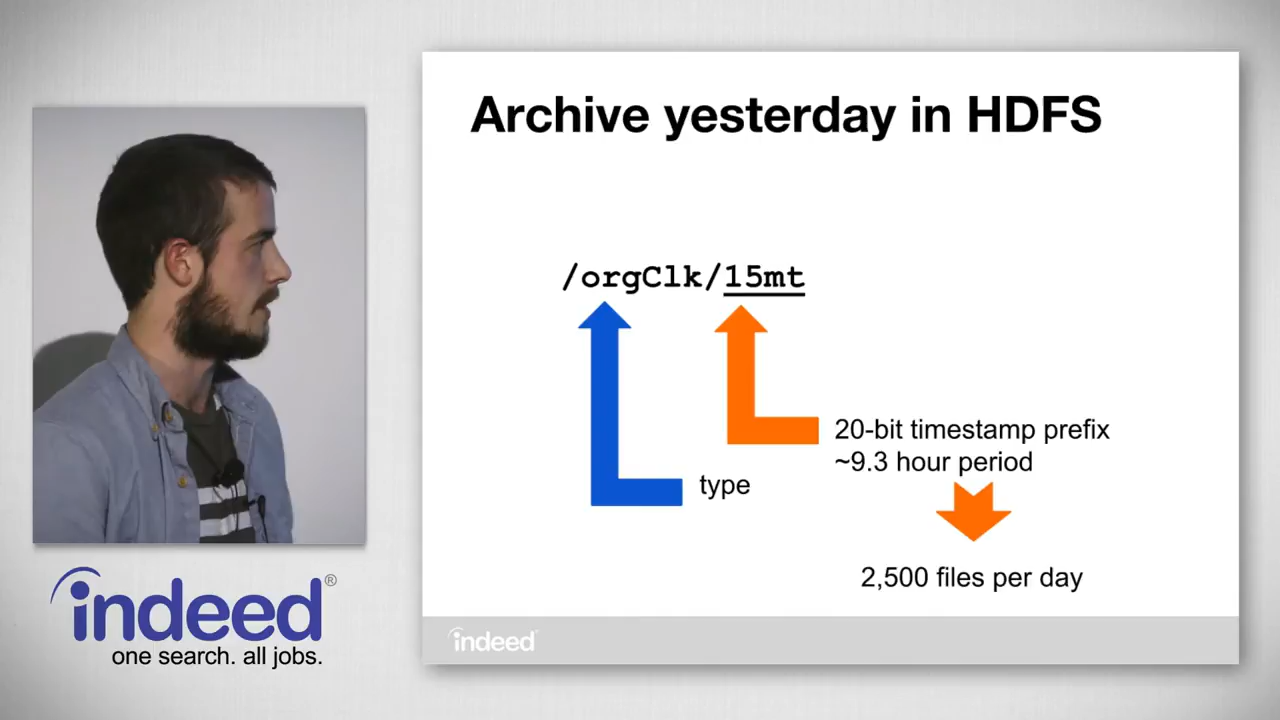 Archive yesterday in HDFS
/orgClk/15mt
20-bit timestamp prefix
~9.3 hour period
type
2,500 files per day
indeed
indeed®
one search. all jobs.